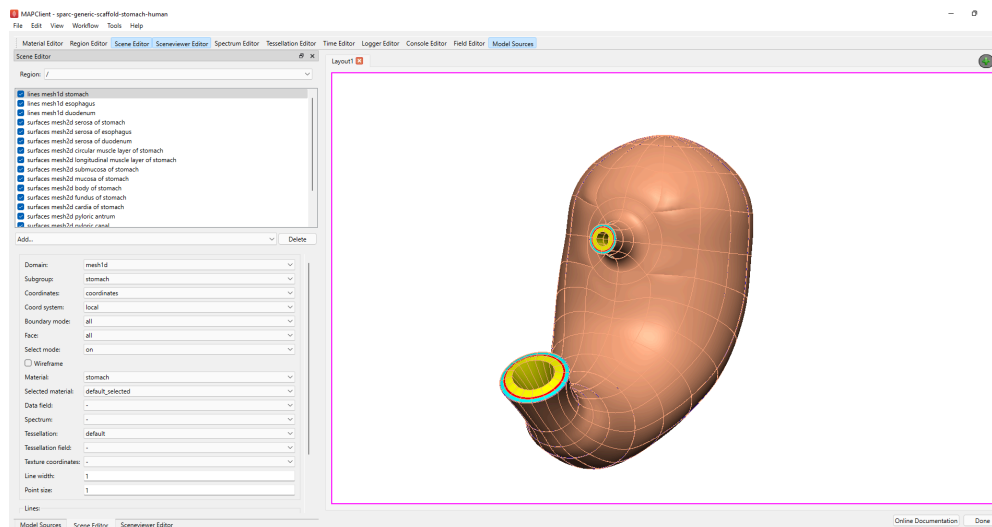 MAPClient - sparc-generic-scaffold-stomach-human
File Edit View Workflow Tools Help
Material Editor Region Editor Scene Editor Sceneviewer Editor Spectrum Editor Tessellation Editor Time Editor Logger Editor Console Editor Field Editor Model Sources
Scene Editor
Layout1
Region: /
lines mesh1d stomach
lines mesh1d esophagus
lines mesh1d duodenum
surfaces mesh2d serosa of stomach
surfaces mesh2d serosa of esophagus
surfaces mesh2d serosa of duodenum
surfaces mesh2d circular muscle layer of stomach
surfaces mesh2d longitudinal muscle layer of stomach
surfaces mesh2d submucosa of stomach
surfaces mesh2d mucosa of stomach
surfaces mesh2d body of stomach
surfaces mesh2d fundus of stomach
surfaces mesh2d cardia of stomach
surfaces mesh2d pyloric antrum
surfaces mesh2d pyloric canal
Add... Delete
Domain: mesh1d
Subgroup: stomach
Coordinates: coordinates
Coord system: local
Boundary mode: all
Face: all
Select mode: on
Wireframe
Material: stomach
Selected material: default_selected
Data field: -
Spectrum: -
Tessellation: default
Tessellation field: -
Texture coordinates: -
Line width: 1
Point size: 1
Lines:
Model Sources Scene Editor Sceneviewer Editor
Online Documentation Done